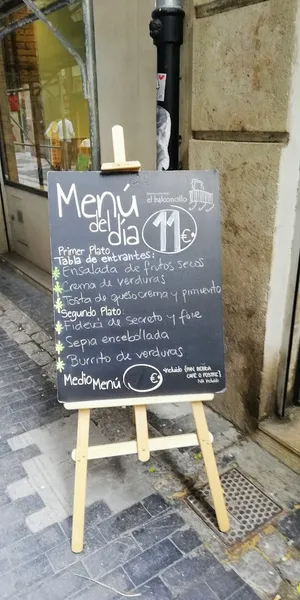 Menú del día
el balconcito
11€
Primer Plato
Tabla de entrantes:
Ensalada de frutos secos
Crema de verduras
Tosta de queso crema y pimiento
Segundo Plato:
Fideuá de Secreto y foie
Sepia encebollada
Burrito de verduras
Medio Menú €
Incluido (PAN, BEBIDA
CAFÉ O POSTRE)
IVA incluido